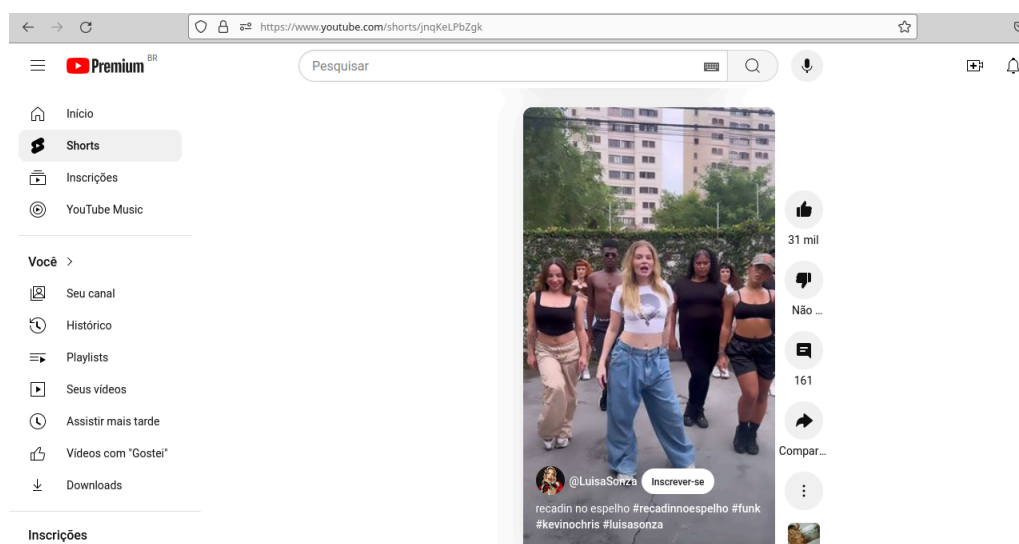 https://www.youtube.com/shorts/jnqKeLPbZgk
Premium BR
Pesquisar
Início
Shorts
Inscrições
YouTube Music
Você
Seu canal
Histórico
Playlists
Seus vídeos
Assistir mais tarde
Vídeos com "Gostei"
Downloads
Inscrições
31 mil
Não ...
161
Compar...
@LuisaSonza Inscrever-se
recadin no espelho #recadinnoespelho #funk
#kevinochris #luisasonza